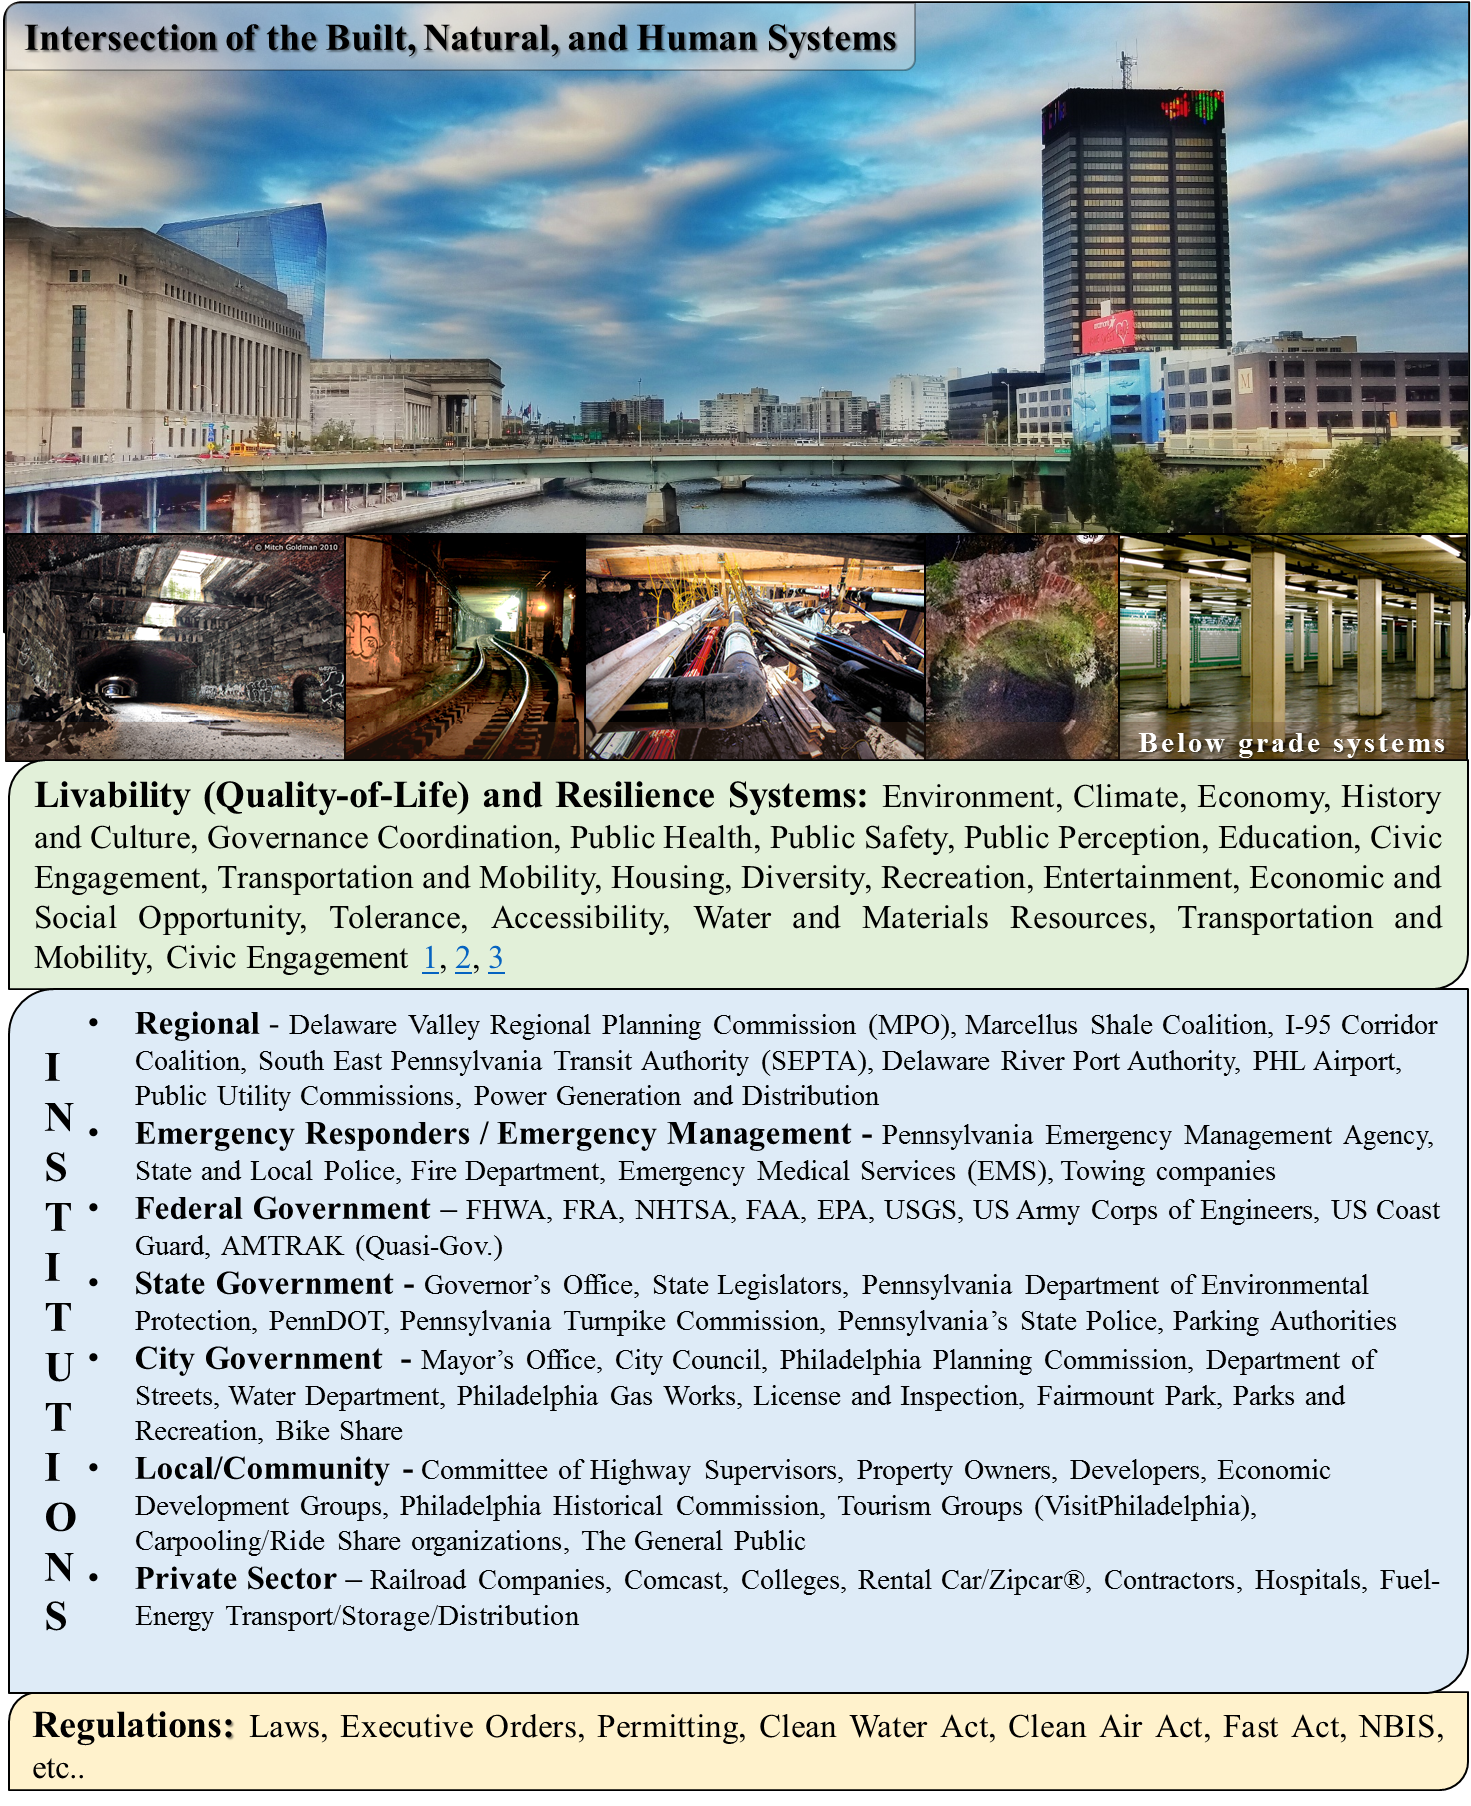 Intersection of the Built, Natural, and Human Systems
M
© Mitch Goldman 2010
Below grade systems
Livability (Quality-of-Life) and Resilience Systems: Environment, Climate, Economy, History
and Culture, Governance Coordination, Public Health, Public Safety, Public Perception, Education, Civic
Engagement, Transportation and Mobility, Housing, Diversity, Recreation, Entertainment, Economic and
Social Opportunity, Tolerance, Accessibility, Water and Materials Resources, Transportation and
Mobility, Civic Engagement 1, 2, 3
INSTITUTIONS
• Regional - Delaware Valley Regional Planning Commission (MPO), Marcellus Shale Coalition, I-95 Corridor
Coalition, South East Pennsylvania Transit Authority (SEPTA), Delaware River Port Authority, PHL Airport,
Public Utility Commissions, Power Generation and Distribution
• Emergency Responders / Emergency Management - Pennsylvania Emergency Management Agency,
State and Local Police, Fire Department, Emergency Medical Services (EMS), Towing companies
• Federal Government – FHWA, FRA, NHTSA, FAA, EPA, USGS, US Army Corps of Engineers, US Coast
Guard, AMTRAK (Quasi-Gov.)
• State Government - Governor’s Office, State Legislators, Pennsylvania Department of Environmental
Protection, PennDOT, Pennsylvania Turnpike Commission, Pennsylvania’s State Police, Parking Authorities
• City Government - Mayor’s Office, City Council, Philadelphia Planning Commission, Department of
Streets, Water Department, Philadelphia Gas Works, License and Inspection, Fairmount Park, Parks and
Recreation, Bike Share
• Local/Community - Committee of Highway Supervisors, Property Owners, Developers, Economic
Development Groups, Philadelphia Historical Commission, Tourism Groups (VisitPhiladelphia),
Carpooling/Ride Share organizations, The General Public
• Private Sector – Railroad Companies, Comcast, Colleges, Rental Car/Zipcar®, Contractors, Hospitals, Fuel-
Energy Transport/Storage/Distribution
Regulations: Laws, Executive Orders, Permitting, Clean Water Act, Clean Air Act, Fast Act, NBIS,
etc..